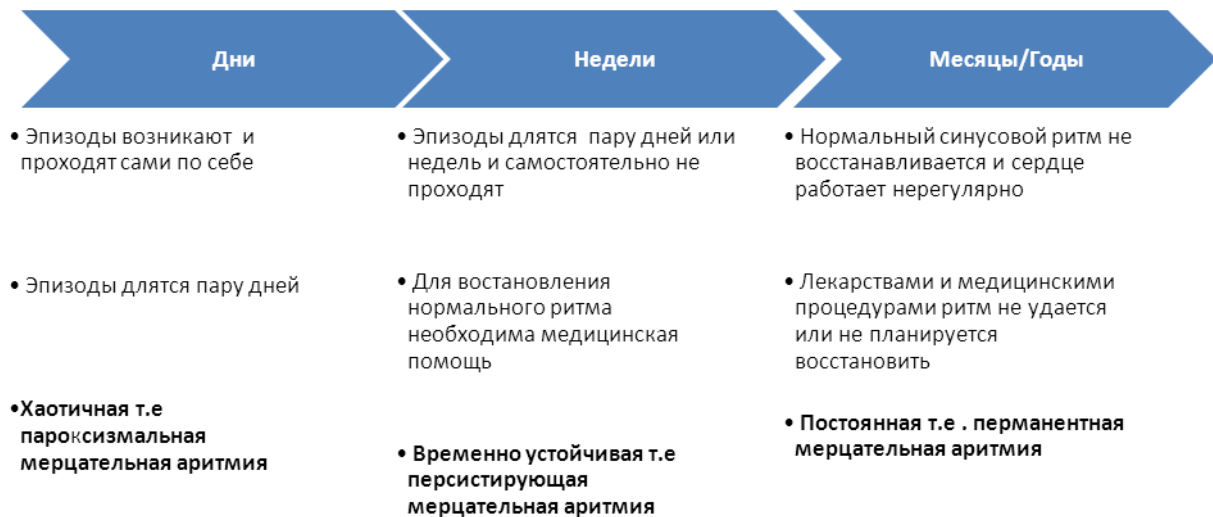 Дни
Недели
Месяцы/Годы
• Эпизоды возникают и
проходят сами по себе
• Эпизоды длятся пару дней
•Хаотичная т.е
пароксизмальная
мерцательная аритмия
• Эпизоды длятся пару дней или
недель и самостоятельно не
проходят
• Для востановления
нормального ритма
необходима медицинская
помощь
• Временно устойчивая т.е
персистирующая
мерцательная аритмия
• Нормальный синусовой ритм не
восстанавливается и сердце
работает нерегулярно
• Лекарствами и медицинскими
процедурами ритм не удается
или не планируется
восстановить
• Постоянная т.е . перманентная
мерцательная аритмия